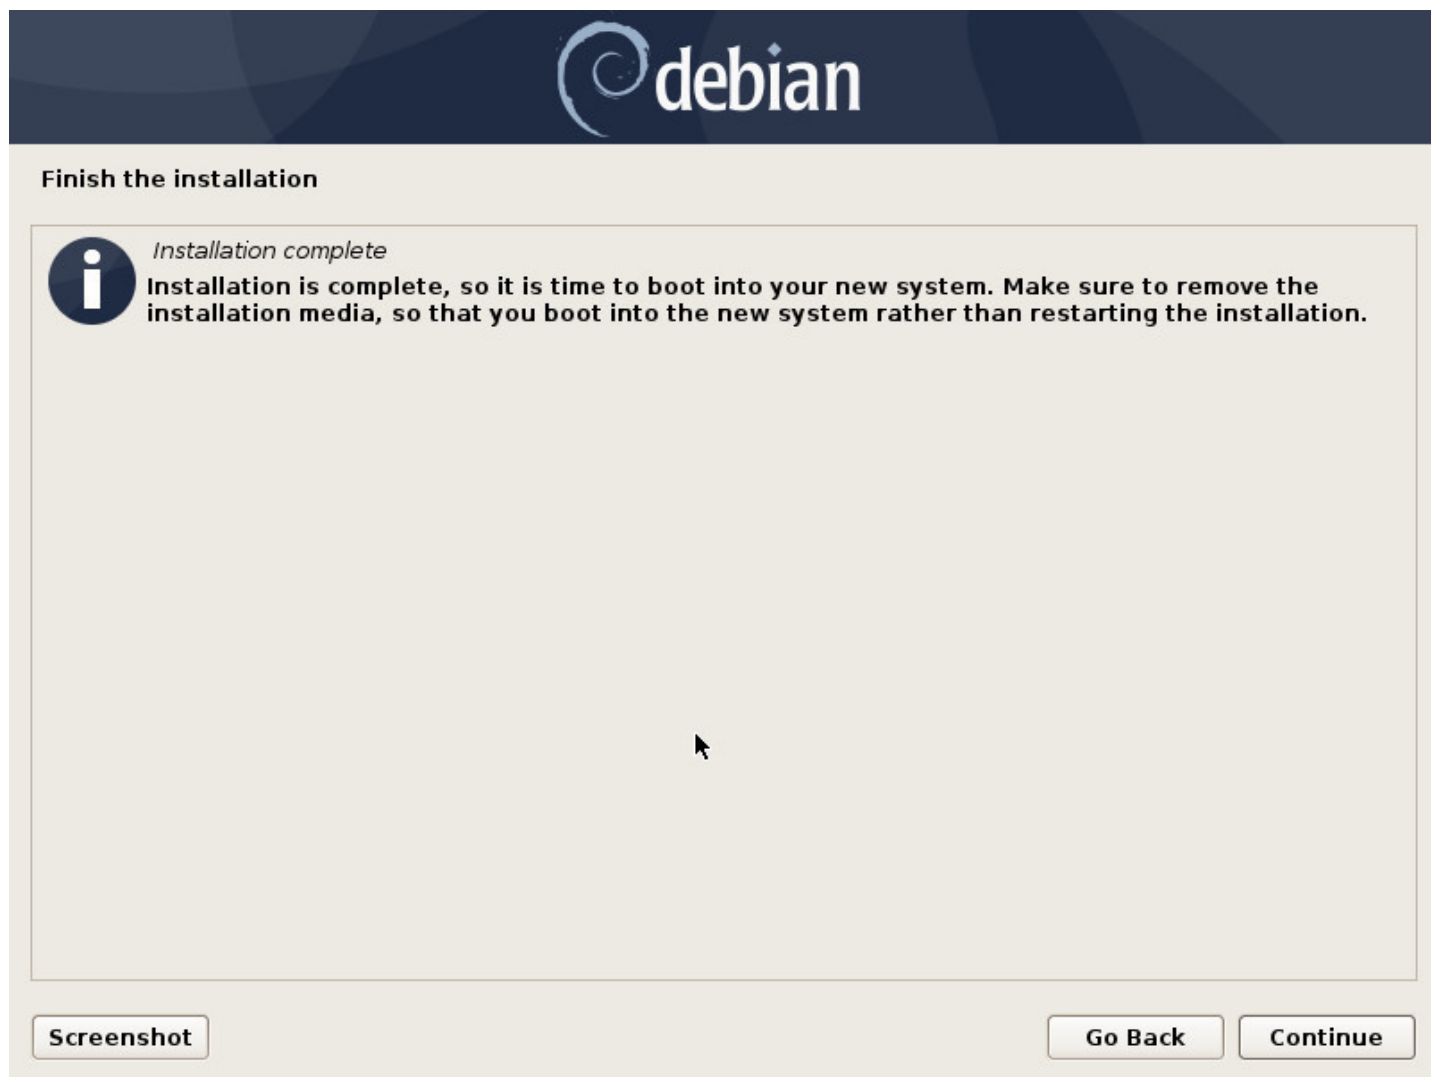 debian
Finish the installation
Installation complete
Installation is complete, so it is time to boot into your new system. Make sure to remove the
installation media, so that you boot into the new system rather than restarting the installation.
Screenshot
Go Back
Continue